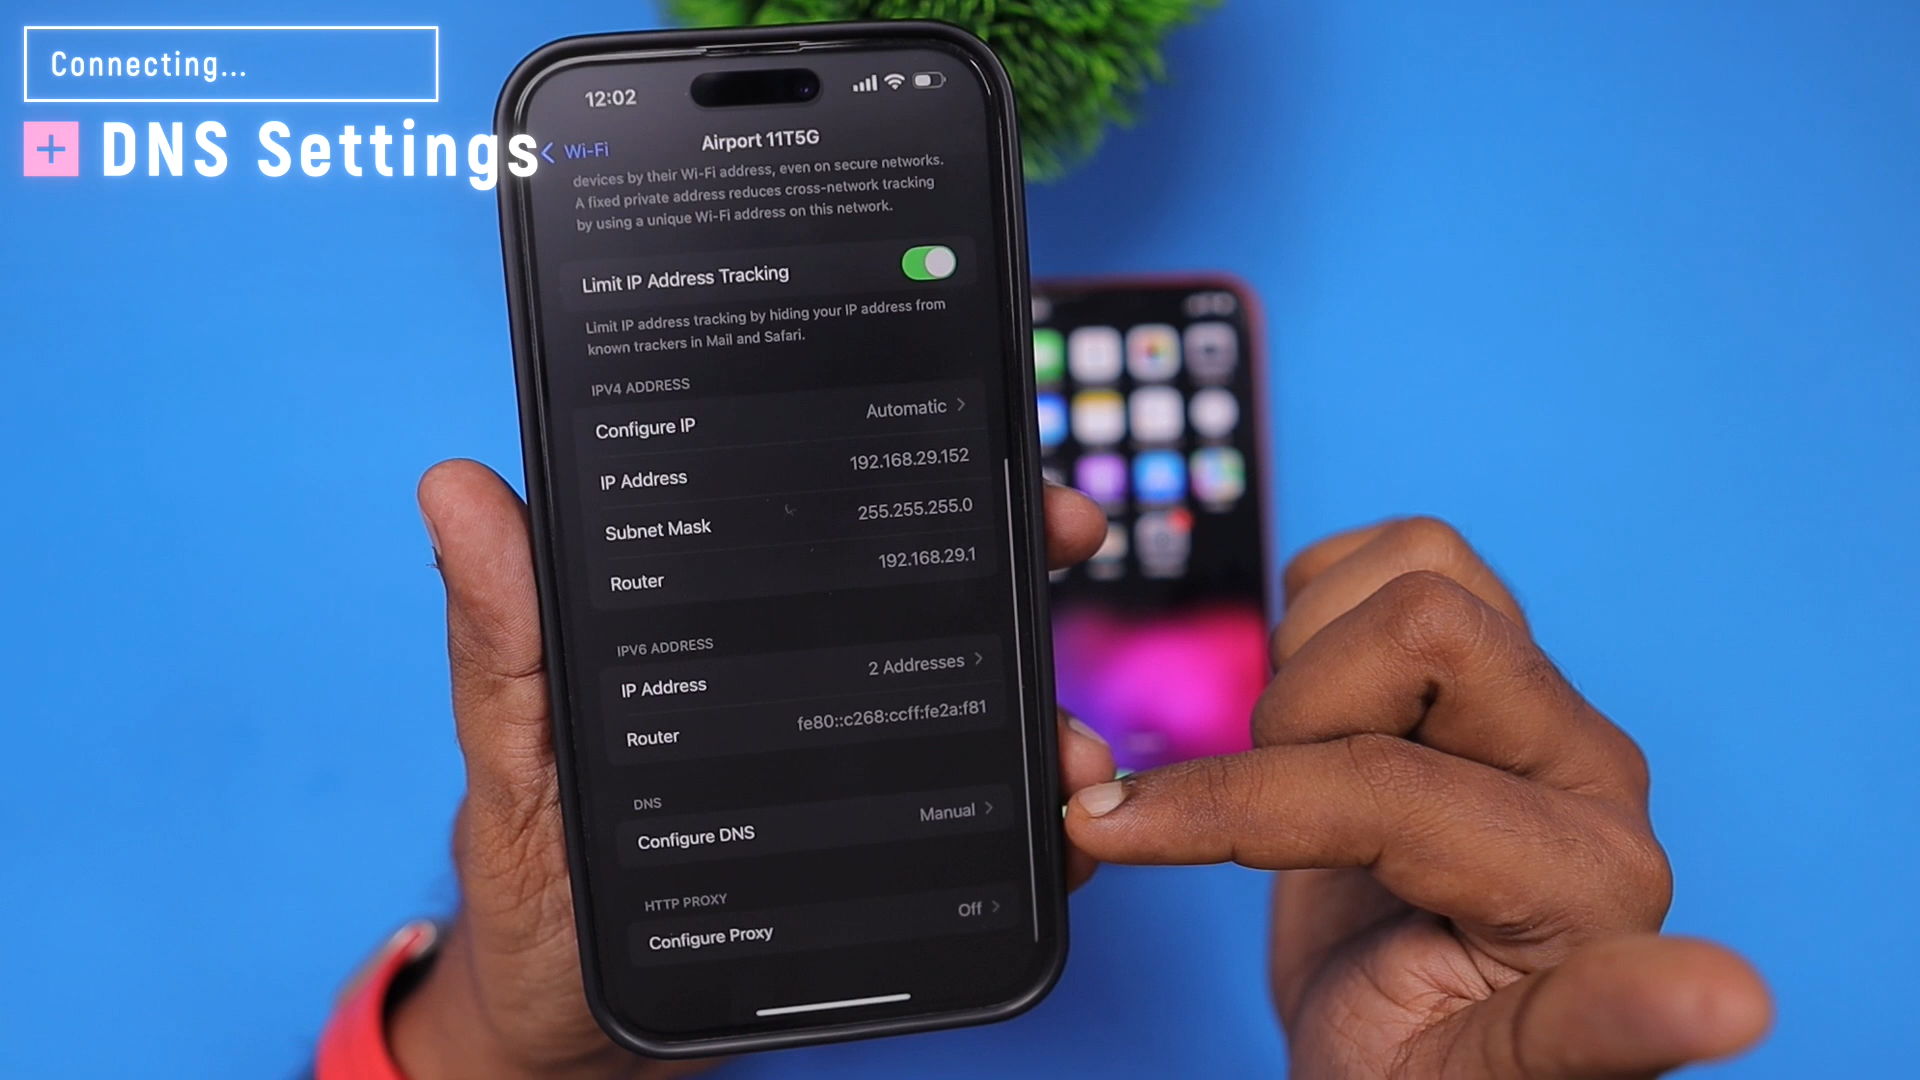 Connecting...
+ DNS Settings
12:02
Wi-Fi
Airport 11T5G
devices by their Wi-Fi address, even on secure networks.
A fixed private address reduces cross-network tracking
by using a unique Wi-Fi address on this network.
Limit IP Address Tracking
Limit IP address tracking by hiding your IP address from
known trackers in Mail and Safari.
IPV4 ADDRESS
Configure IP Automatic
IP Address 192.168.29.152
Subnet Mask 255.255.255.0
Router 192.168.29.1
IPV6 ADDRESS
IP Address 2 Addresses
Router fe80::c268:ccff:fe2a:f81
DNS
Configure DNS Manual
HTTP PROXY
Configure Proxy Off